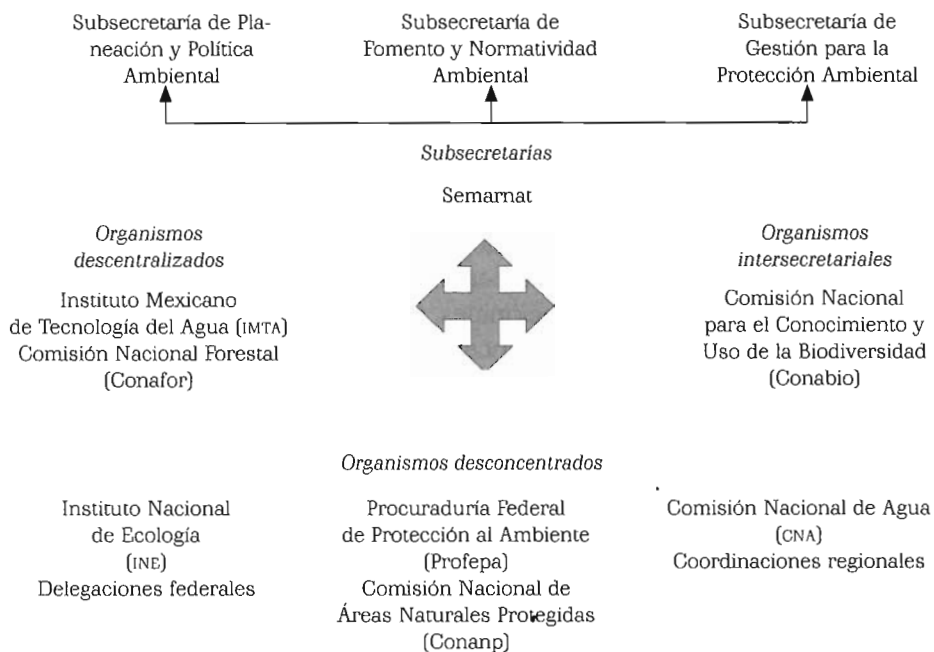 Subsecretaría de Pla-
neación y Política
Ambiental
Subsecretaría de
Fomento y Normatividad
Ambiental
Subsecretaría de
Gestión para la
Protección Ambiental
Subsecretarías
Semarnat
Organismos
descentralizados
Instituto Mexicano
de Tecnología del Agua (IMTA)
Comisión Nacional Forestal
(Conafor)
Organismos
intersecretariales
Comisión Nacional
para el Conocimiento y
Uso de la Biodiversidad
(Conabio)
Organismos desconcentrados
Instituto Nacional
de Ecología
(INE)
Delegaciones federales
Procuraduría Federal
de Protección al Ambiente
(Profepa)
Comisión Nacional de
Áreas Naturales Protegidas
(Conanp)
Comisión Nacional de Agua
(CNA)
Coordinaciones regionales